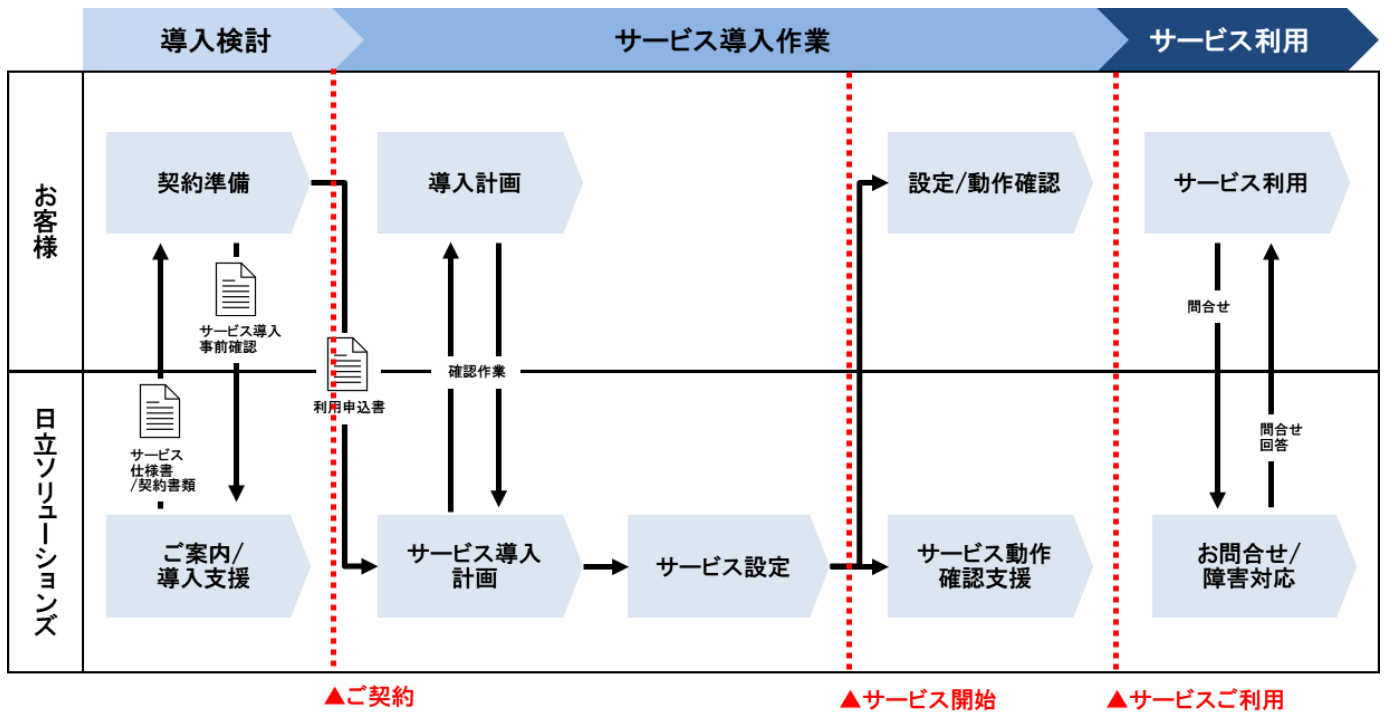 導入検討
サービス導入作業
サービス利用
お客様
契約準備
導入計画
設定/動作確認
サービス利用
サービス導入
事前確認
問合せ
利用申込書
確認作業
日立ソリューションズ
サービス
仕様書
/契約書類
問合せ
回答
ご案内/
導入支援
サービス導入
計画
サービス設定
サービス動作
確認支援
お問合せ/
障害対応
▲ご契約
▲サービス開始
▲サービスご利用